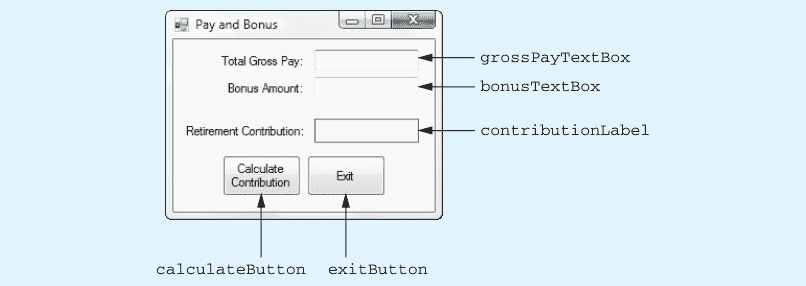 Pay and Bonus
Total Gross Pay:
grossPayTextBox
Bonus Amount:
bonusTextBox
Retirement Contribution:
contributionLabel
Calculate
Contribution
Exit
calculateButton
exitButton